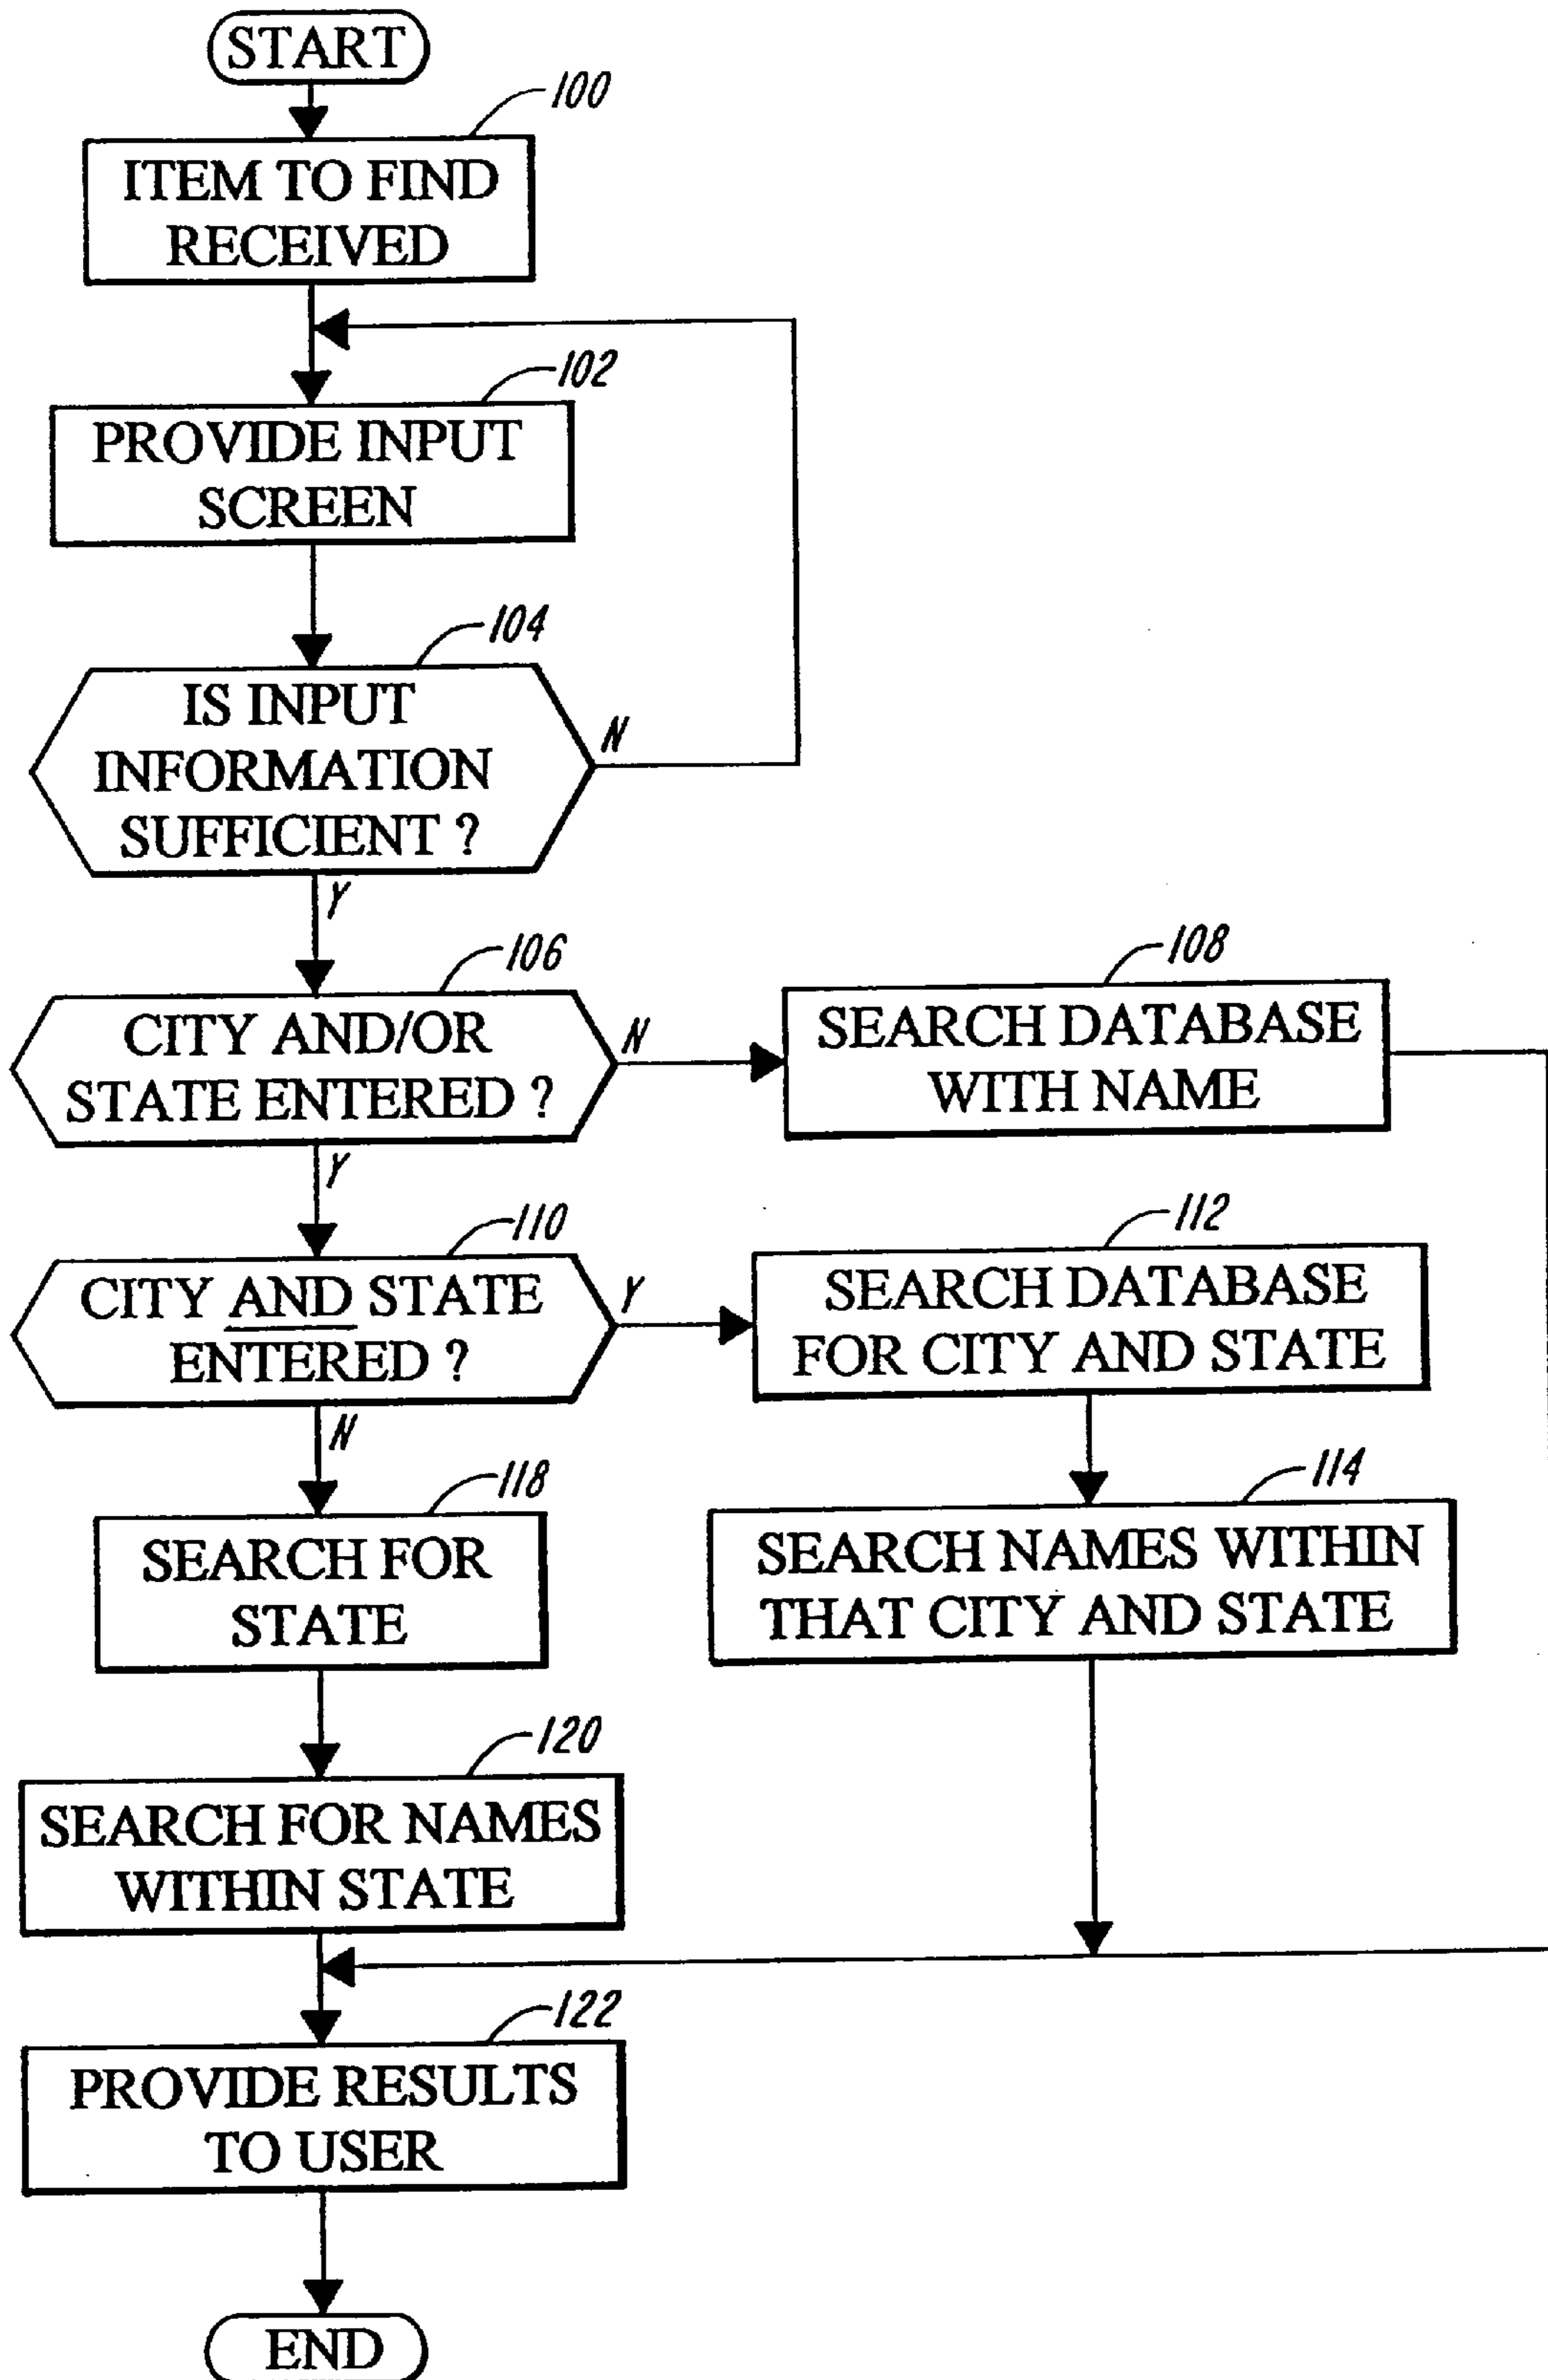 START
100
ITEM TO FIND
RECEIVED
102
PROVIDE INPUT
SCREEN
104
IS INPUT
INFORMATION
SUFFICIENT ?
N
Y
106
CITY AND/OR
STATE ENTERED ?
N
108
SEARCH DATABASE
WITH NAME
Y
110
CITY AND STATE
ENTERED ?
Y
112
SEARCH DATABASE
FOR CITY AND STATE
N
114
SEARCH NAMES WITHIN
THAT CITY AND STATE
118
SEARCH FOR
STATE
120
SEARCH FOR NAMES
WITHIN STATE
122
PROVIDE RESULTS
TO USER
END